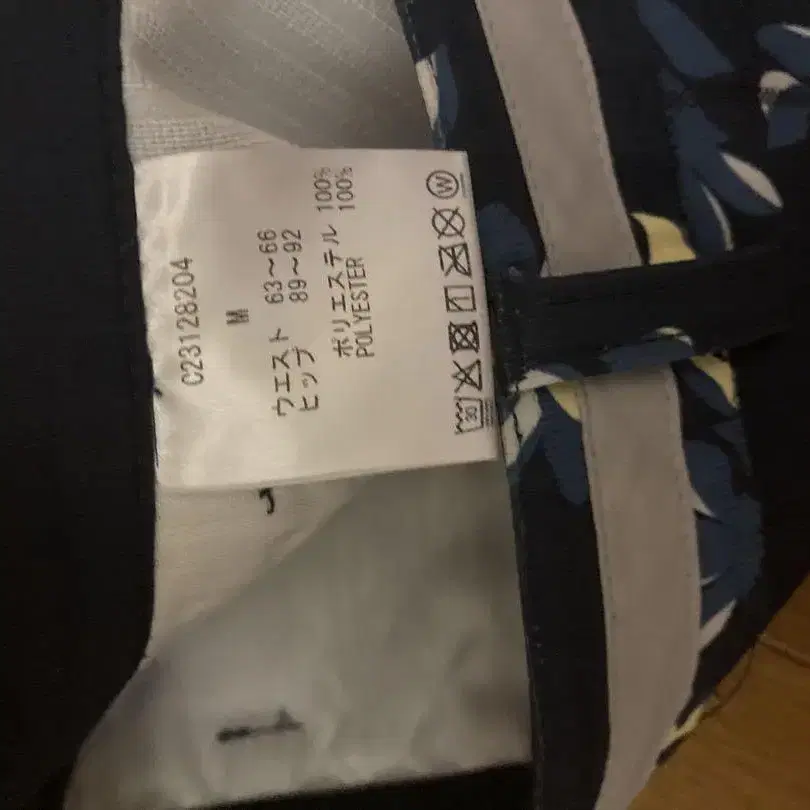 C23128204
M
ウエスト 63～66
ヒップ 89～92
ポリエステル 100%
POLYESTER 100%
30
W